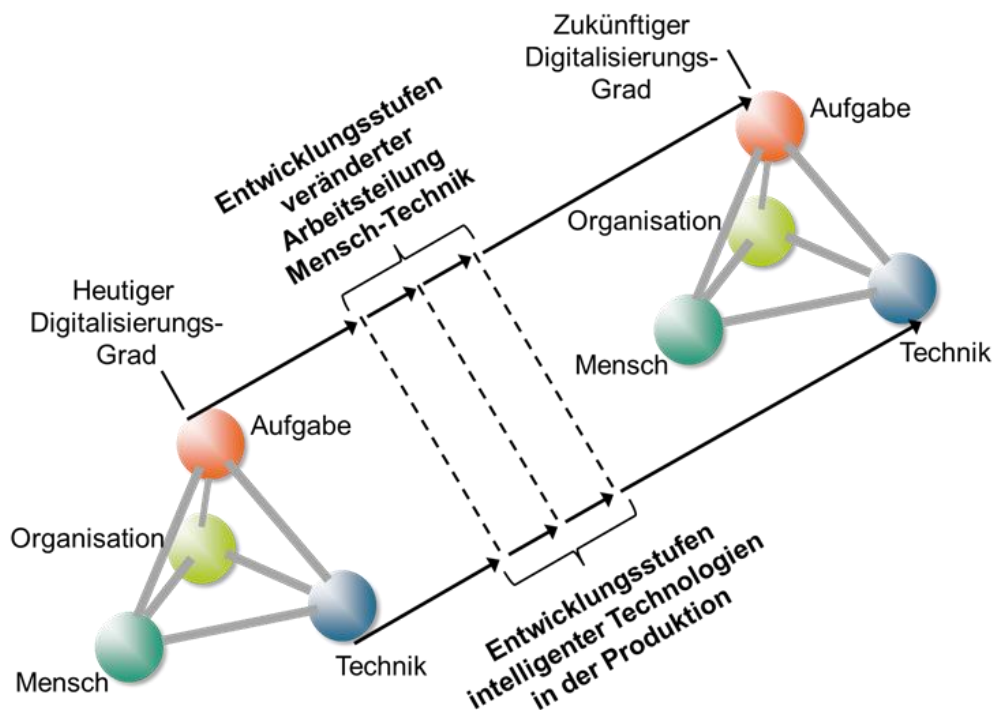 Zukünftiger
Digitalisierungs-
Grad
Aufgabe
Organisation
Mensch
Technik
Entwicklungsstufen
veränderter
Arbeitsteilung
Mensch-Technik
Heutiger
Digitalisierungs-
Grad
Aufgabe
Organisation
Mensch
Technik
Entwicklungsstufen
intelligenter Technologien
in der Produktion